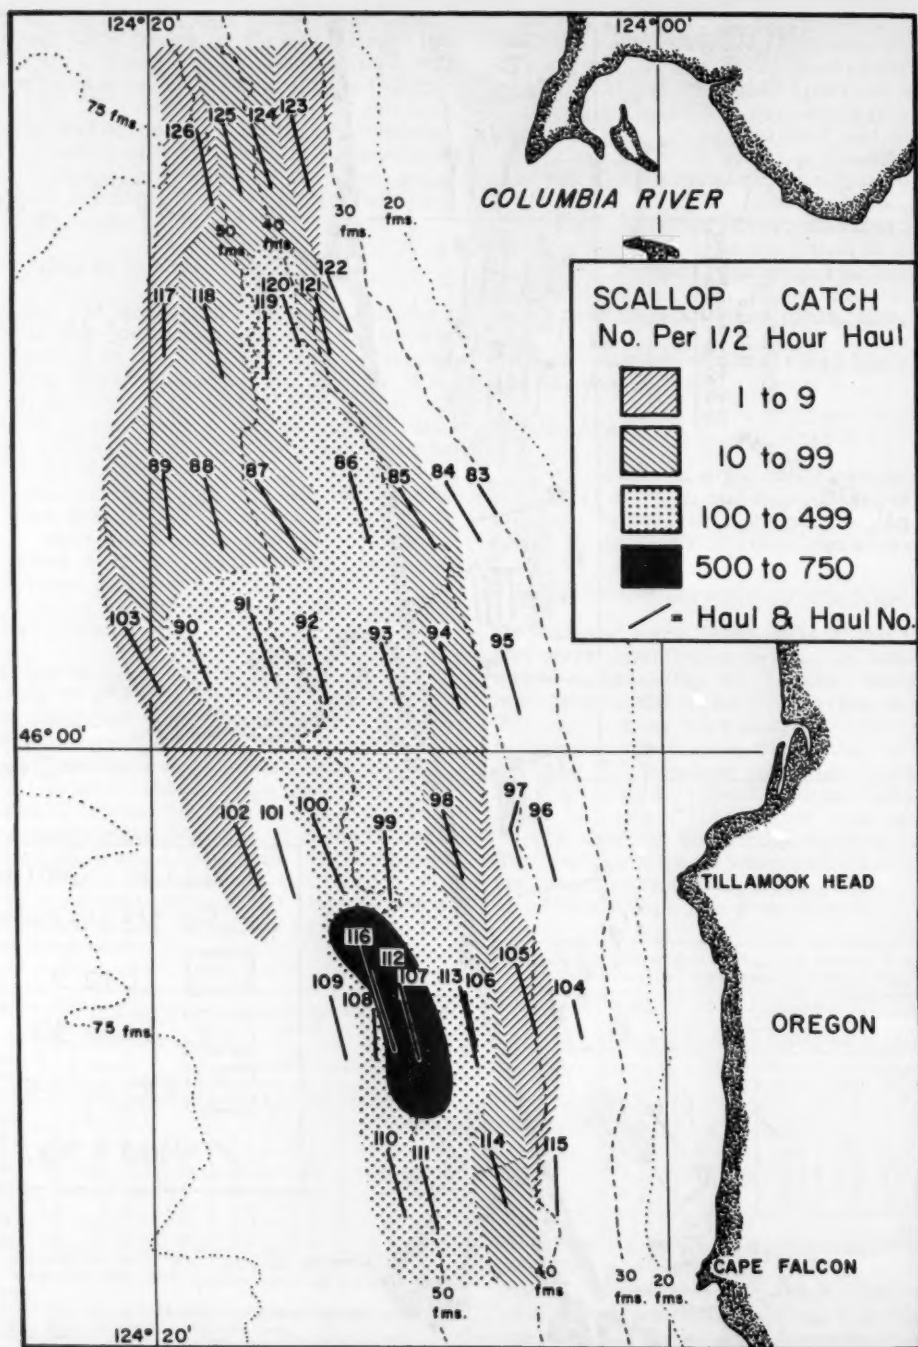 124° 20'
124° 00'
75 fms.
126
125
124
123
50 fms.
40 fms.
30 fms.
20 fms.
COLUMBIA RIVER
117
118
119
120
121
122
SCALLOP CATCH
No. Per 1/2 Hour Haul
1 to 9
10 to 99
100 to 499
500 to 750
= Haul & Haul No.
89
88
87
86
85
84
83
103
90
91
92
93
94
95
46° 00'
102
101
100
99
98
97
96
TILLAMOOK HEAD
116
112
107
109
108
113
106
105
104
75 fms.
OREGON
110
111
114
115
CAPE FALCON
50 fms.
40 fms.
30 fms.
20 fms.
124° 20'